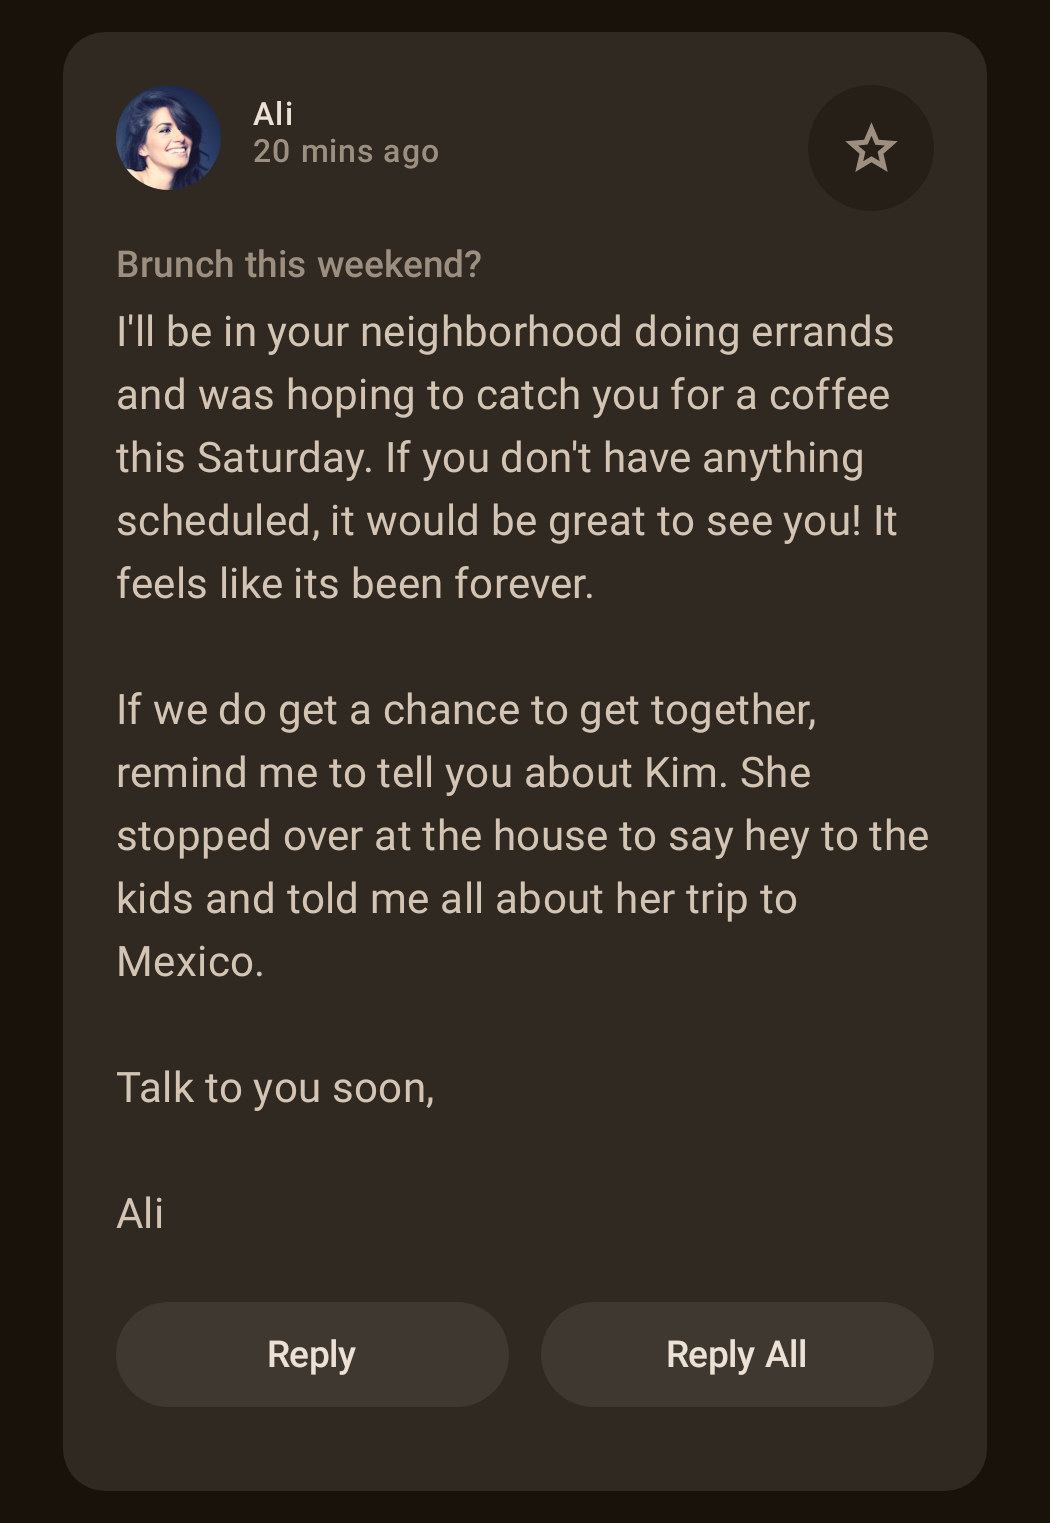 Ali
20 mins ago
Brunch this weekend?
I'll be in your neighborhood doing errands
and was hoping to catch you for a coffee
this Saturday. If you don't have anything
scheduled, it would be great to see you! It
feels like its been forever.
If we do get a chance to get together,
remind me to tell you about Kim. She
stopped over at the house to say hey to the
kids and told me all about her trip to
Mexico.
Talk to you soon,
Ali
Reply
Reply All